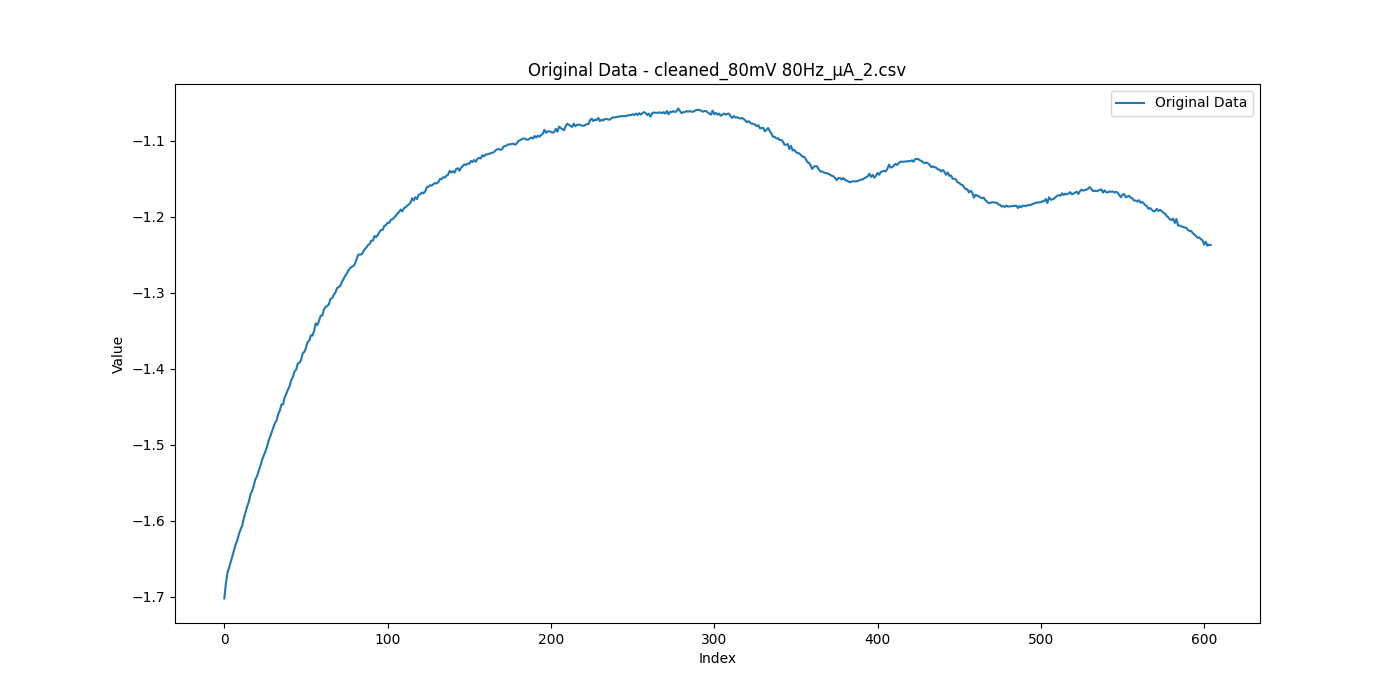 Original Data - cleaned_80mV 80Hz_μA_2.csv
Original Data
−1.1
−1.2
−1.3
−1.4
−1.5
−1.6
−1.7
Value
0 100 200 300 400 500 600
Index